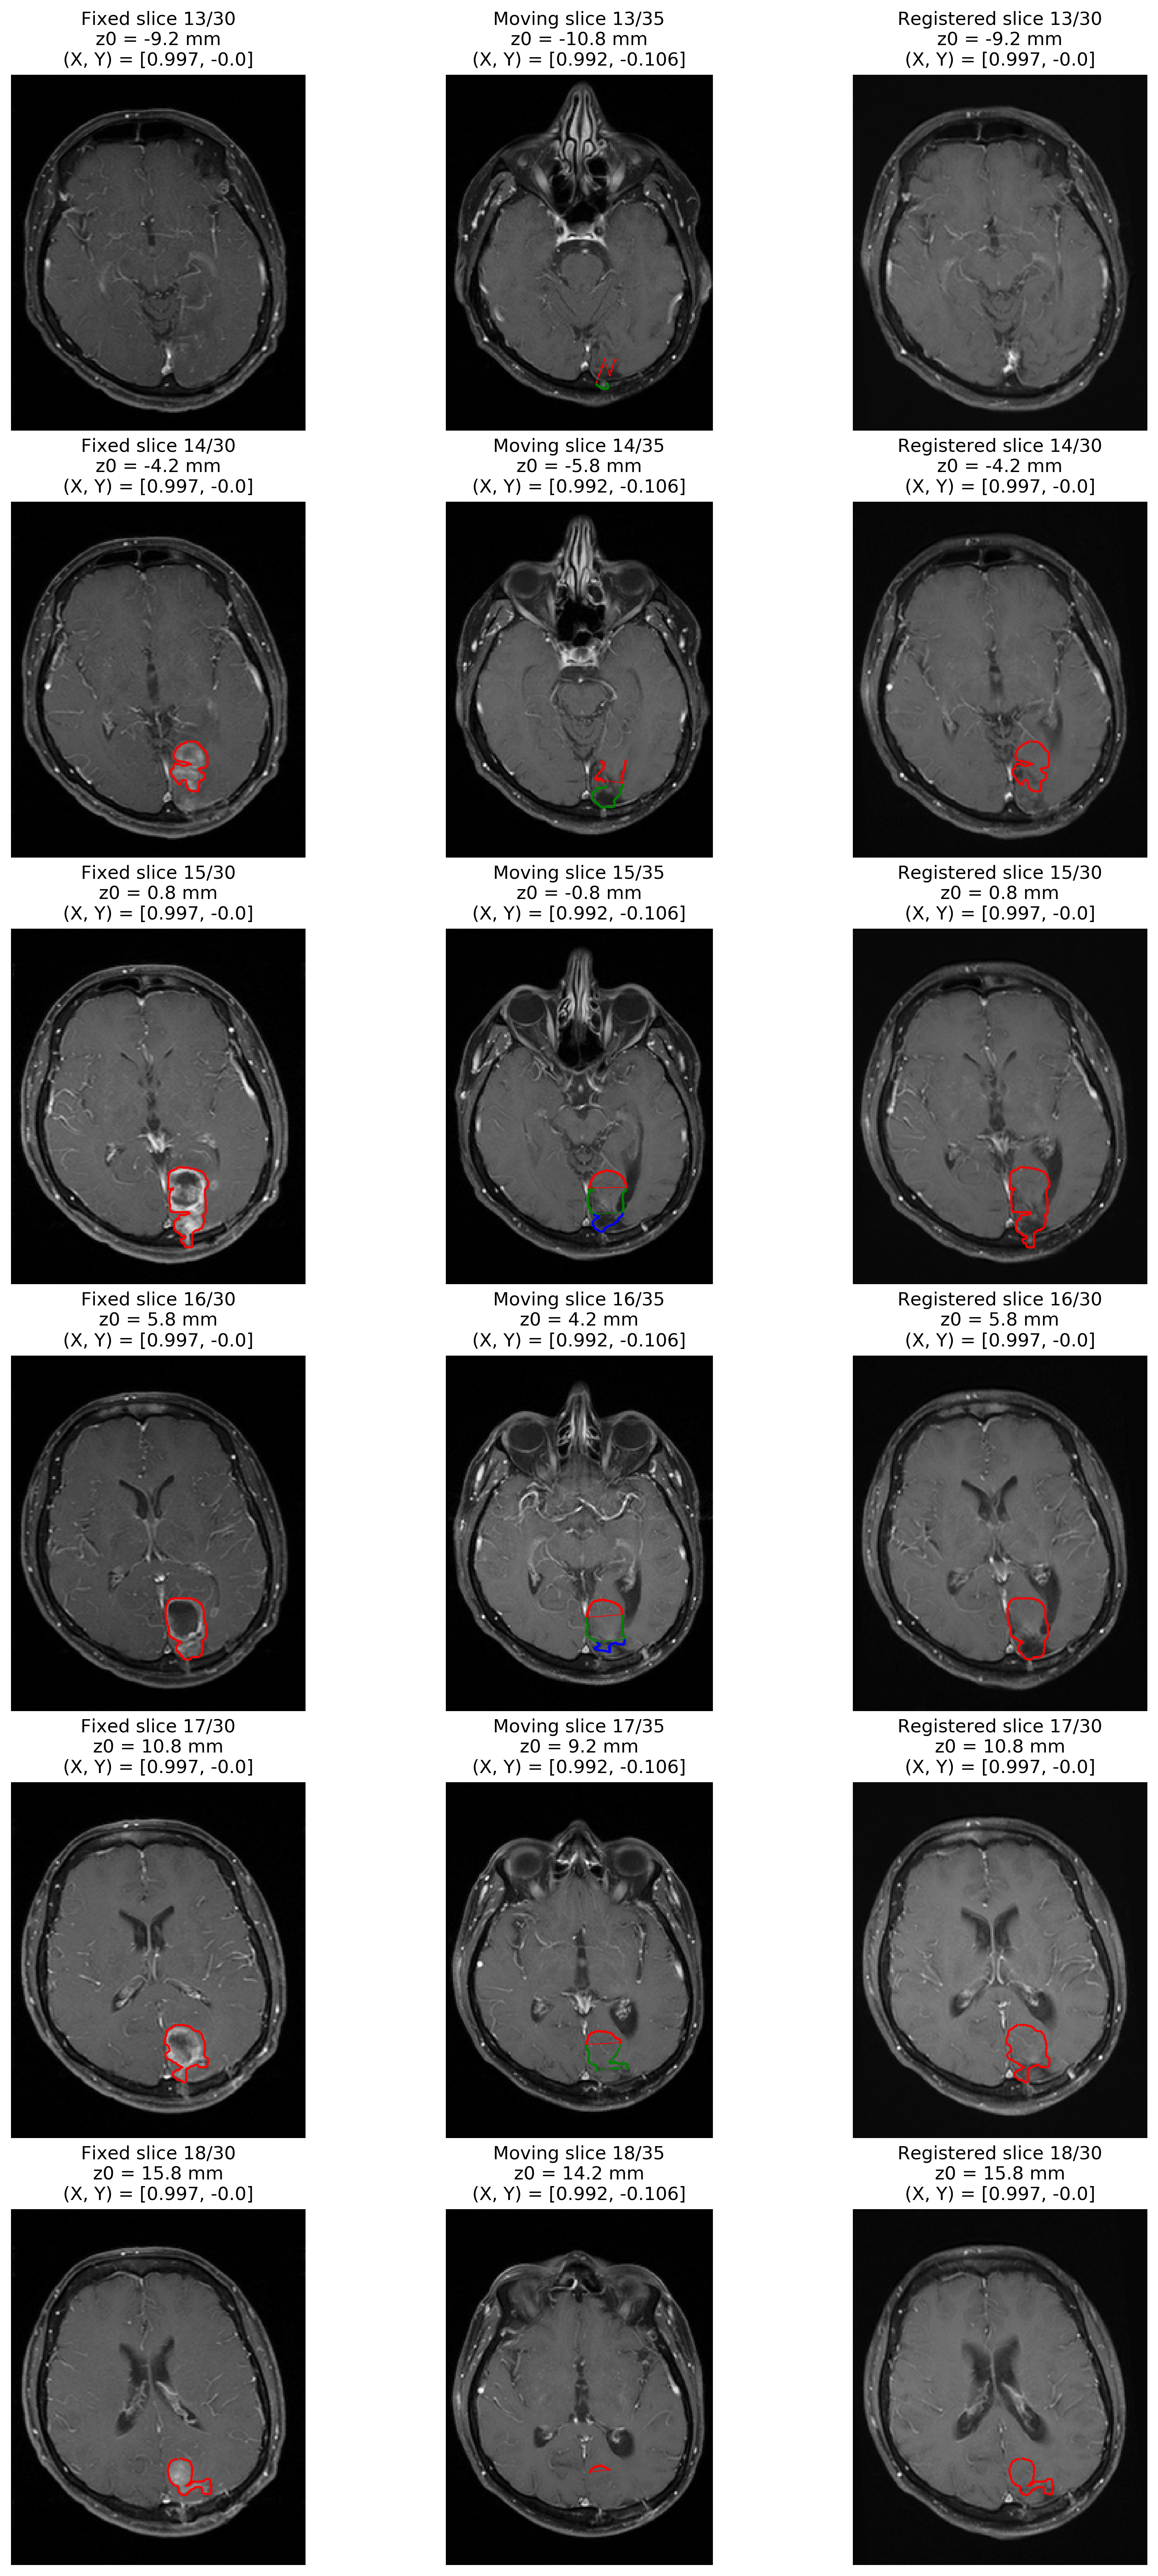 Fixed slice 13/30
z0 = -9.2 mm
(X, Y) = [0.997, -0.0]
Moving slice 13/35
z0 = -10.8 mm
(X, Y) = [0.992, -0.106]
Registered slice 13/30
z0 = -9.2 mm
(X, Y) = [0.997, -0.0]
Fixed slice 14/30
z0 = -4.2 mm
(X, Y) = [0.997, -0.0]
Moving slice 14/35
z0 = -5.8 mm
(X, Y) = [0.992, -0.106]
Registered slice 14/30
z0 = -4.2 mm
(X, Y) = [0.997, -0.0]
Fixed slice 15/30
z0 = 0.8 mm
(X, Y) = [0.997, -0.0]
Moving slice 15/35
z0 = -0.8 mm
(X, Y) = [0.992, -0.106]
Registered slice 15/30
z0 = 0.8 mm
(X, Y) = [0.997, -0.0]
Fixed slice 16/30
z0 = 5.8 mm
(X, Y) = [0.997, -0.0]
Moving slice 16/35
z0 = 4.2 mm
(X, Y) = [0.992, -0.106]
Registered slice 16/30
z0 = 5.8 mm
(X, Y) = [0.997, -0.0]
Fixed slice 17/30
z0 = 10.8 mm
(X, Y) = [0.997, -0.0]
Moving slice 17/35
z0 = 9.2 mm
(X, Y) = [0.992, -0.106]
Registered slice 17/30
z0 = 10.8 mm
(X, Y) = [0.997, -0.0]
Fixed slice 18/30
z0 = 15.8 mm
(X, Y) = [0.997, -0.0]
Moving slice 18/35
z0 = 14.2 mm
(X, Y) = [0.992, -0.106]
Registered slice 18/30
z0 = 15.8 mm
(X, Y) = [0.997, -0.0]